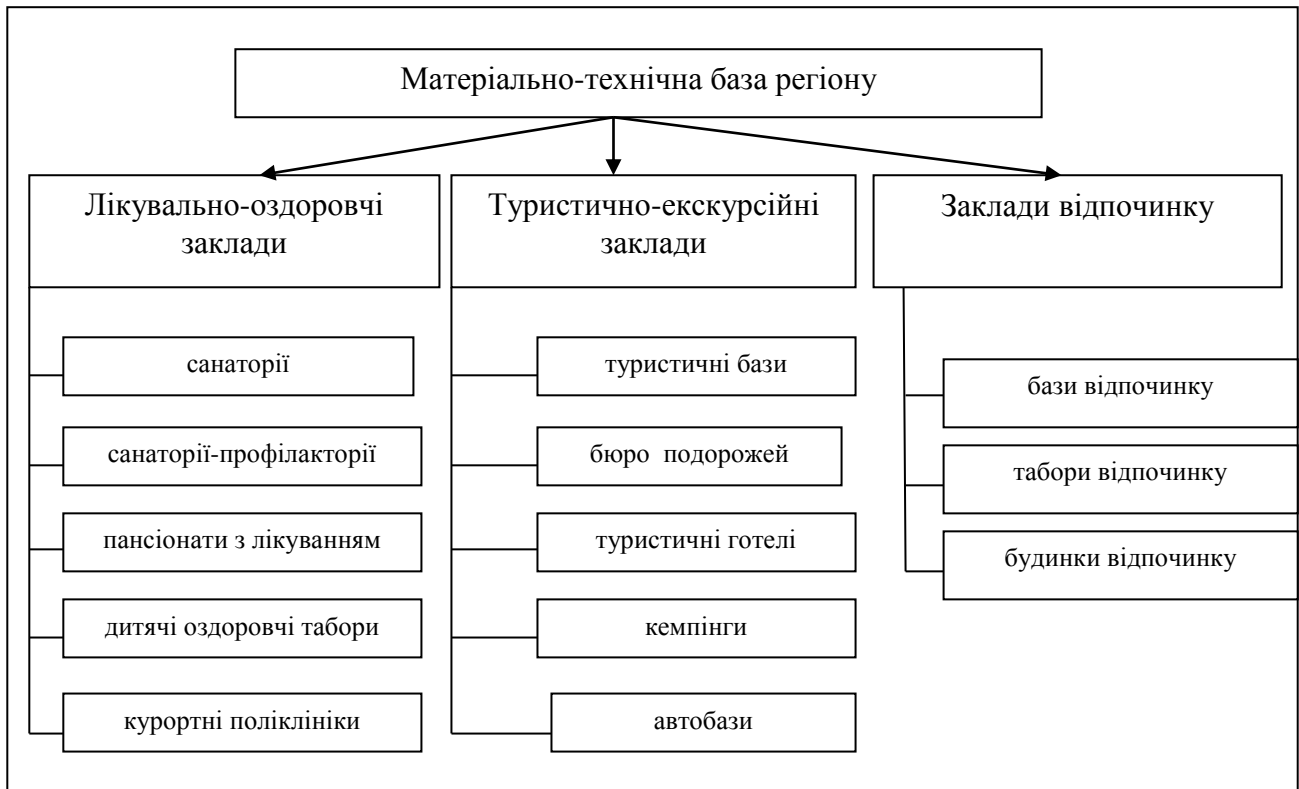 Матеріально-технічна база регіону
Лікувально-оздоровчі
заклади
санаторії
санаторії-профілакторії
пансіонати з лікуванням
дитячі оздоровчі табори
курортні поліклініки
Туристично-екскурсійні
заклади
туристичні бази
бюро подорожей
туристичні готелі
кемпінги
автобази
Заклади відпочинку
бази відпочинку
табори відпочинку
будинки відпочинку